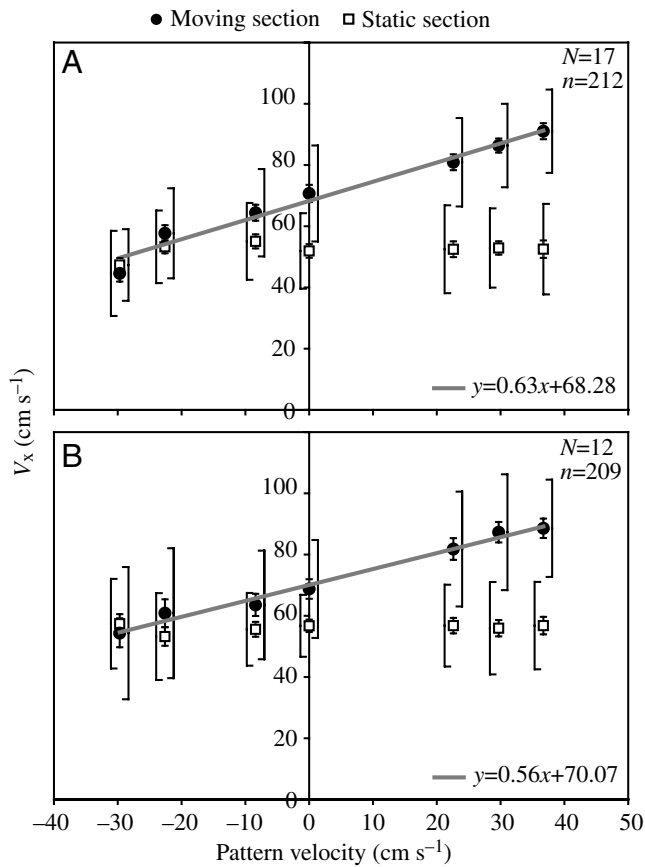 ● Moving section □ Static section
A
N=17
n=212
100
80
60
40
20
0
y=0.63x+68.28
Vx (cm s–1)
B
N=12
n=209
100
80
60
40
20
0
y=0.56x+70.07
–40 –30 –20 –10 0 10 20 30 40 50
Pattern velocity (cm s–1)